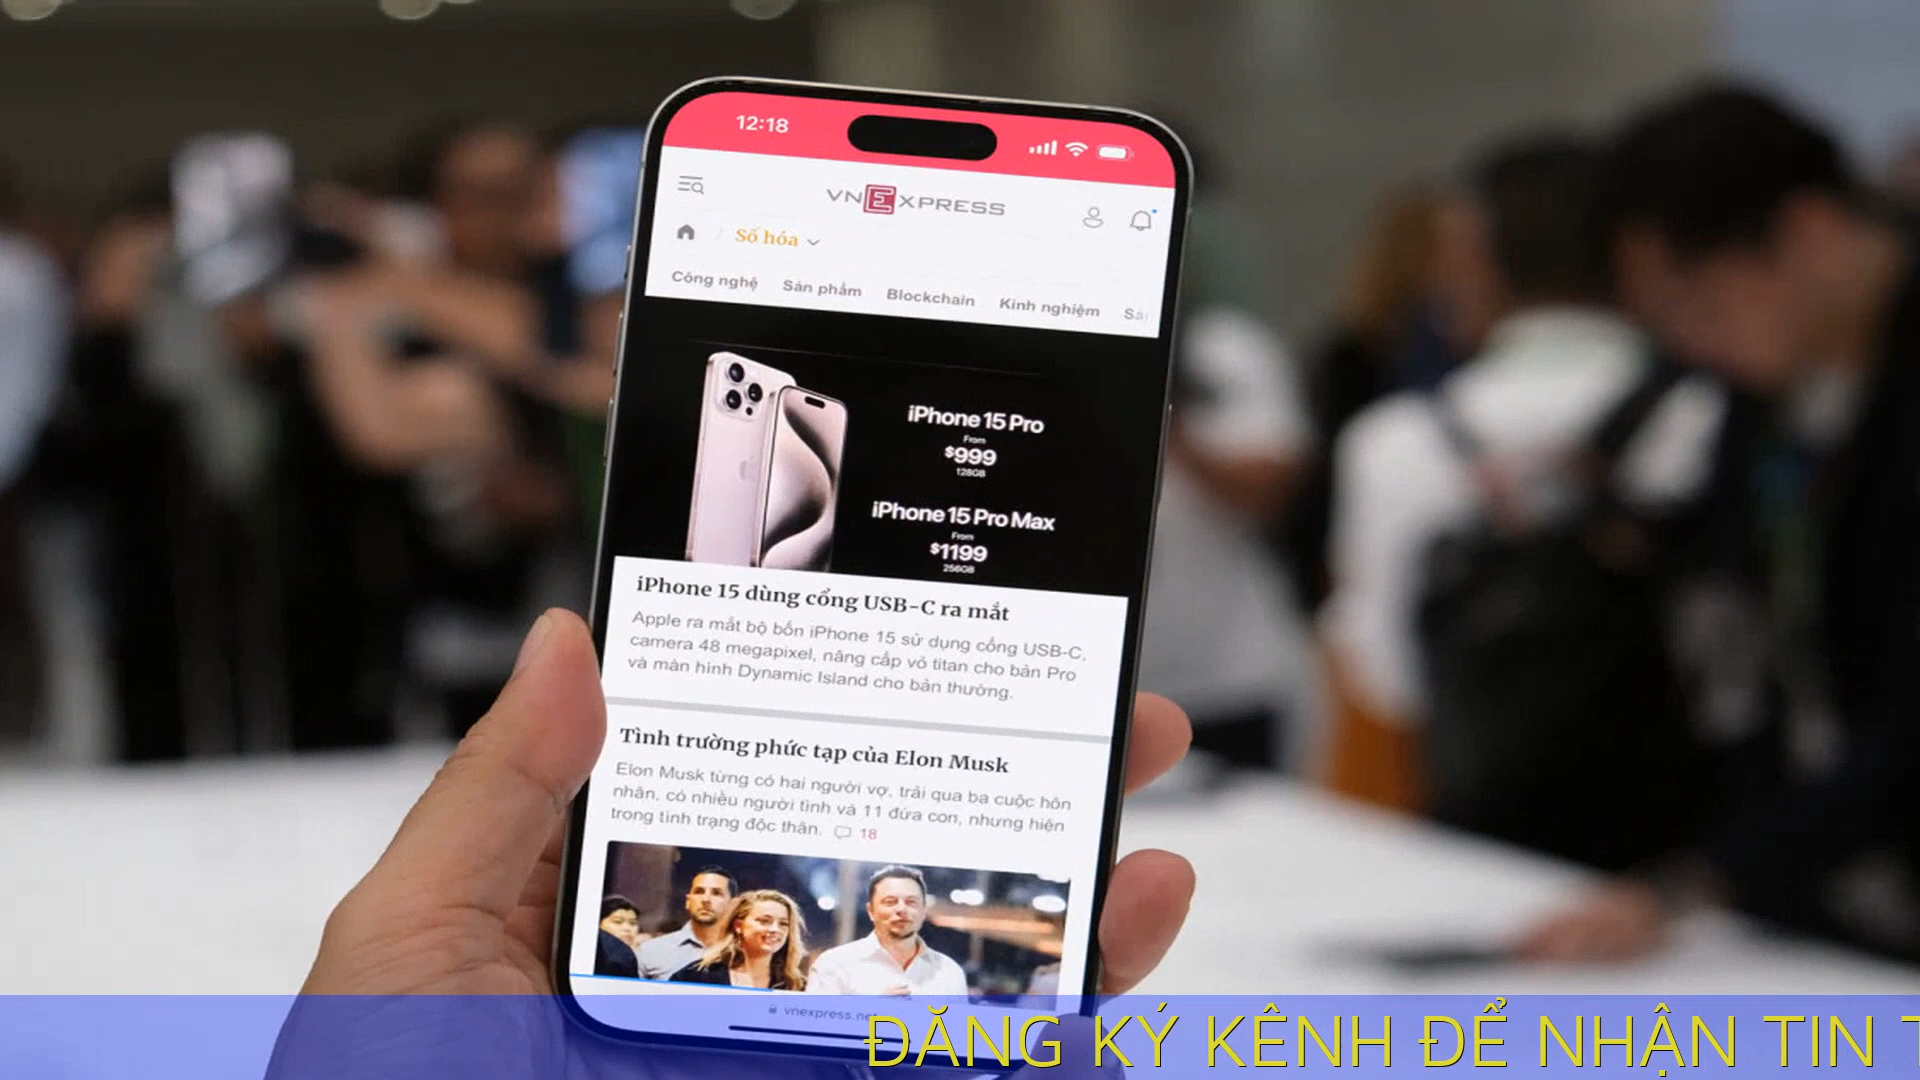 12:18
VNEXPRESS
Số hóa
Công nghệ Sản phẩm Blockchain Kinh nghiệm
iPhone 15 Pro
From
$999
128GB
iPhone 15 Pro Max
From
$1199
256GB
iPhone 15 dùng cổng USB-C ra mắt
Apple ra mắt bộ bốn iPhone 15 sử dụng cổng USB-C,
camera 48 megapixel, nâng cấp vỏ titan cho bản Pro
và màn hình Dynamic Island cho bản thường.
Tình trường phức tạp của Elon Musk
Elon Musk từng có hai người vợ, trải qua ba cuộc hôn
nhân, có nhiều người tình và 11 đứa con, nhưng hiện
trong tình trạng độc thân. 18
vnexpress.net
ĐĂNG KÝ KÊNH ĐỂ NHẬN TIN